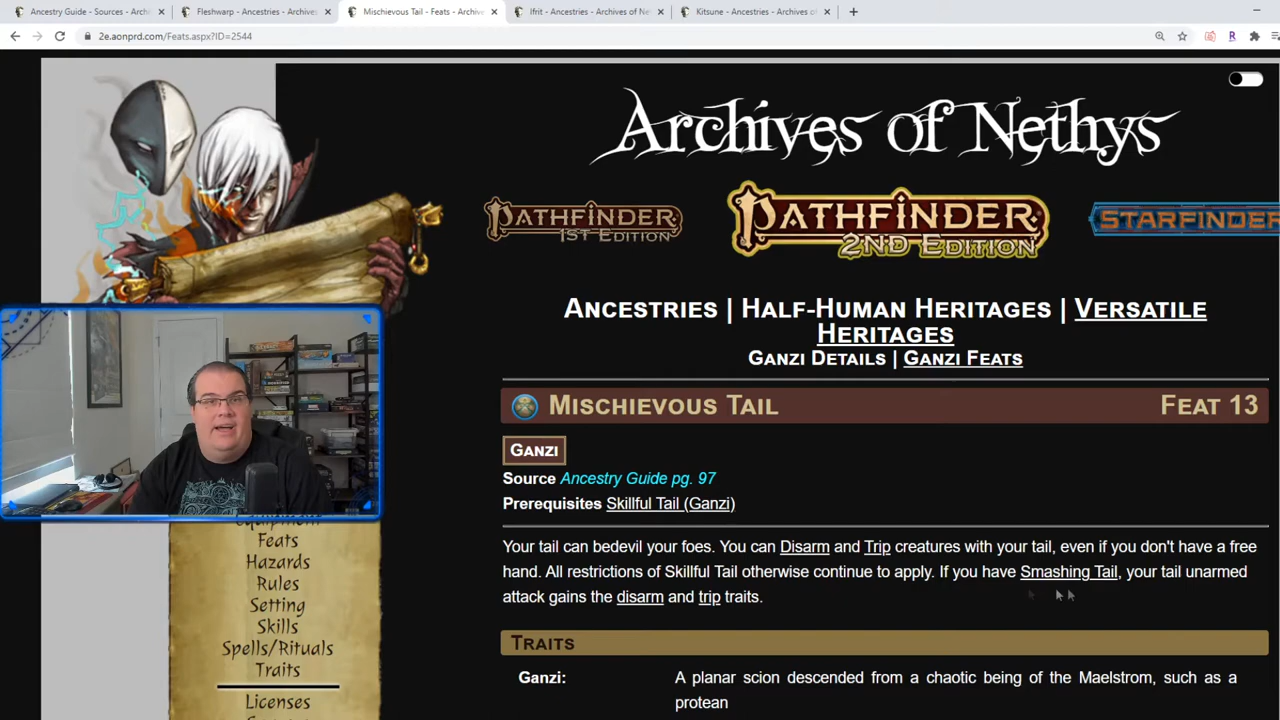 Ancestry Guide - Sources - Archi
Fleshwarp - Ancestries - Archives
Mischievous Tail - Feats - Archive
Ifrit - Ancestries - Archives of Ne
Kitsune - Ancestries - Archives of
2e.aonprd.com/Feats.aspx?ID=2544
Archives of Nethys
PATHFINDER
1ST EDITION
PATHFINDER
2ND EDITION
STARFINDER
Ancestries | Half-Human Heritages | Versatile
Heritages
Ganzi Details | Ganzi Feats
Mischievous Tail Feat 13
Ganzi
Source Ancestry Guide pg. 97
Prerequisites Skillful Tail (Ganzi)
Your tail can bedevil your foes. You can Disarm and Trip creatures with your tail, even if you don't have a free
hand. All restrictions of Skillful Tail otherwise continue to apply. If you have Smashing Tail, your tail unarmed
attack gains the disarm and trip traits.
Traits
Ganzi: A planar scion descended from a chaotic being of the Maelstrom, such as a
protean
Equipment
Feats
Hazards
Rules
Setting
Skills
Spells/Rituals
Traits
Licenses